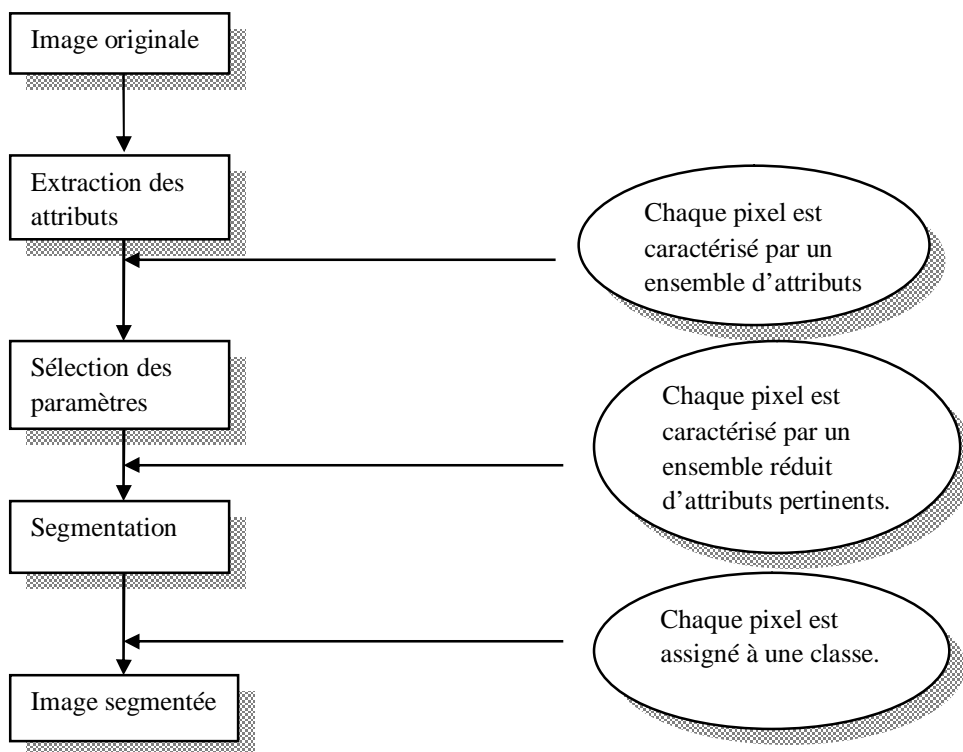 Image originale
Extraction des
attributs
Chaque pixel est
caractérisé par un
ensemble d’attributs
Sélection des
paramètres
Chaque pixel est
caractérisé par un
ensemble réduit
d’attributs pertinents.
Segmentation
Chaque pixel est
assigné à une classe.
Image segmentée